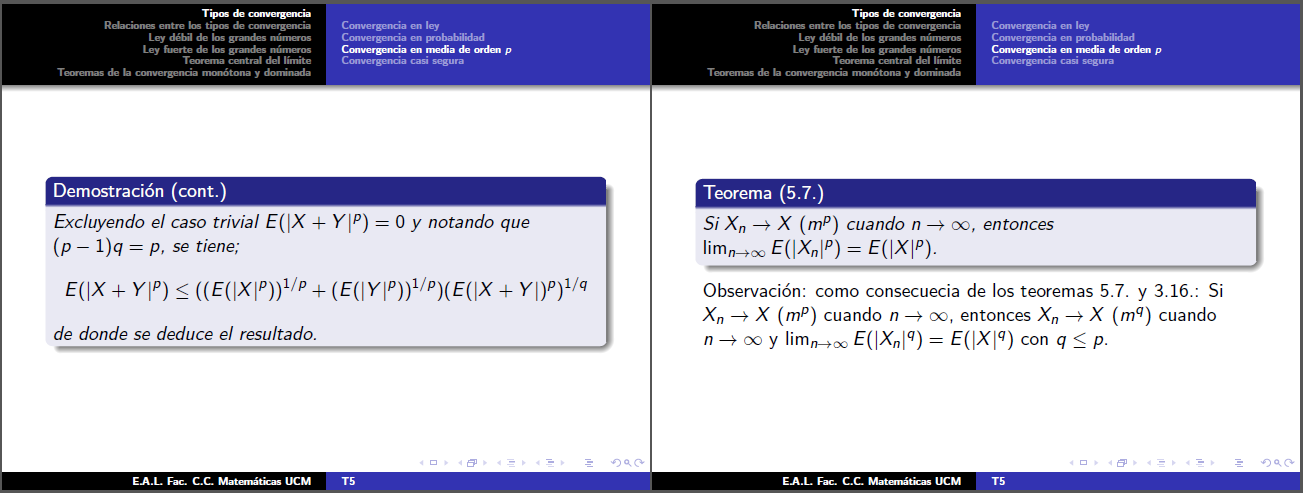 Tipos de convergencia
Relaciones entre los tipos de convergencia
Ley débil de los grandes números
Ley fuerte de los grandes números
Teorema central del límite
Teoremas de la convergencia monótona y dominada
Convergencia en ley
Convergencia en probabilidad
Convergencia en media de orden p
Convergencia casi segura
Demostración (cont.)
Excluyendo el caso trivial E(|X + Y|^p) = 0 y notando que
(p − 1)q = p, se tiene;
E(|X + Y|^p) ≤ ((E(|X|^p))^{1/p} + (E(|Y|^p))^{1/p})(E(|X + Y|)^p)^{1/q}
de donde se deduce el resultado.
E.A.L. Fac. C.C. Matemáticas UCM
T5
Tipos de convergencia
Relaciones entre los tipos de convergencia
Ley débil de los grandes números
Ley fuerte de los grandes números
Teorema central del límite
Teoremas de la convergencia monótona y dominada
Convergencia en ley
Convergencia en probabilidad
Convergencia en media de orden p
Convergencia casi segura
Teorema (5.7.)
Si X_n → X (m^p) cuando n → ∞, entonces
lim_{n→∞} E(|X_n|^p) = E(|X|^p).
Observación: como consecuecia de los teoremas 5.7. y 3.16.: Si
X_n → X (m^p) cuando n → ∞, entonces X_n → X (m^q) cuando
n → ∞ y lim_{n→∞} E(|X_n|^q) = E(|X|^q) con q ≤ p.
E.A.L. Fac. C.C. Matemáticas UCM
T5